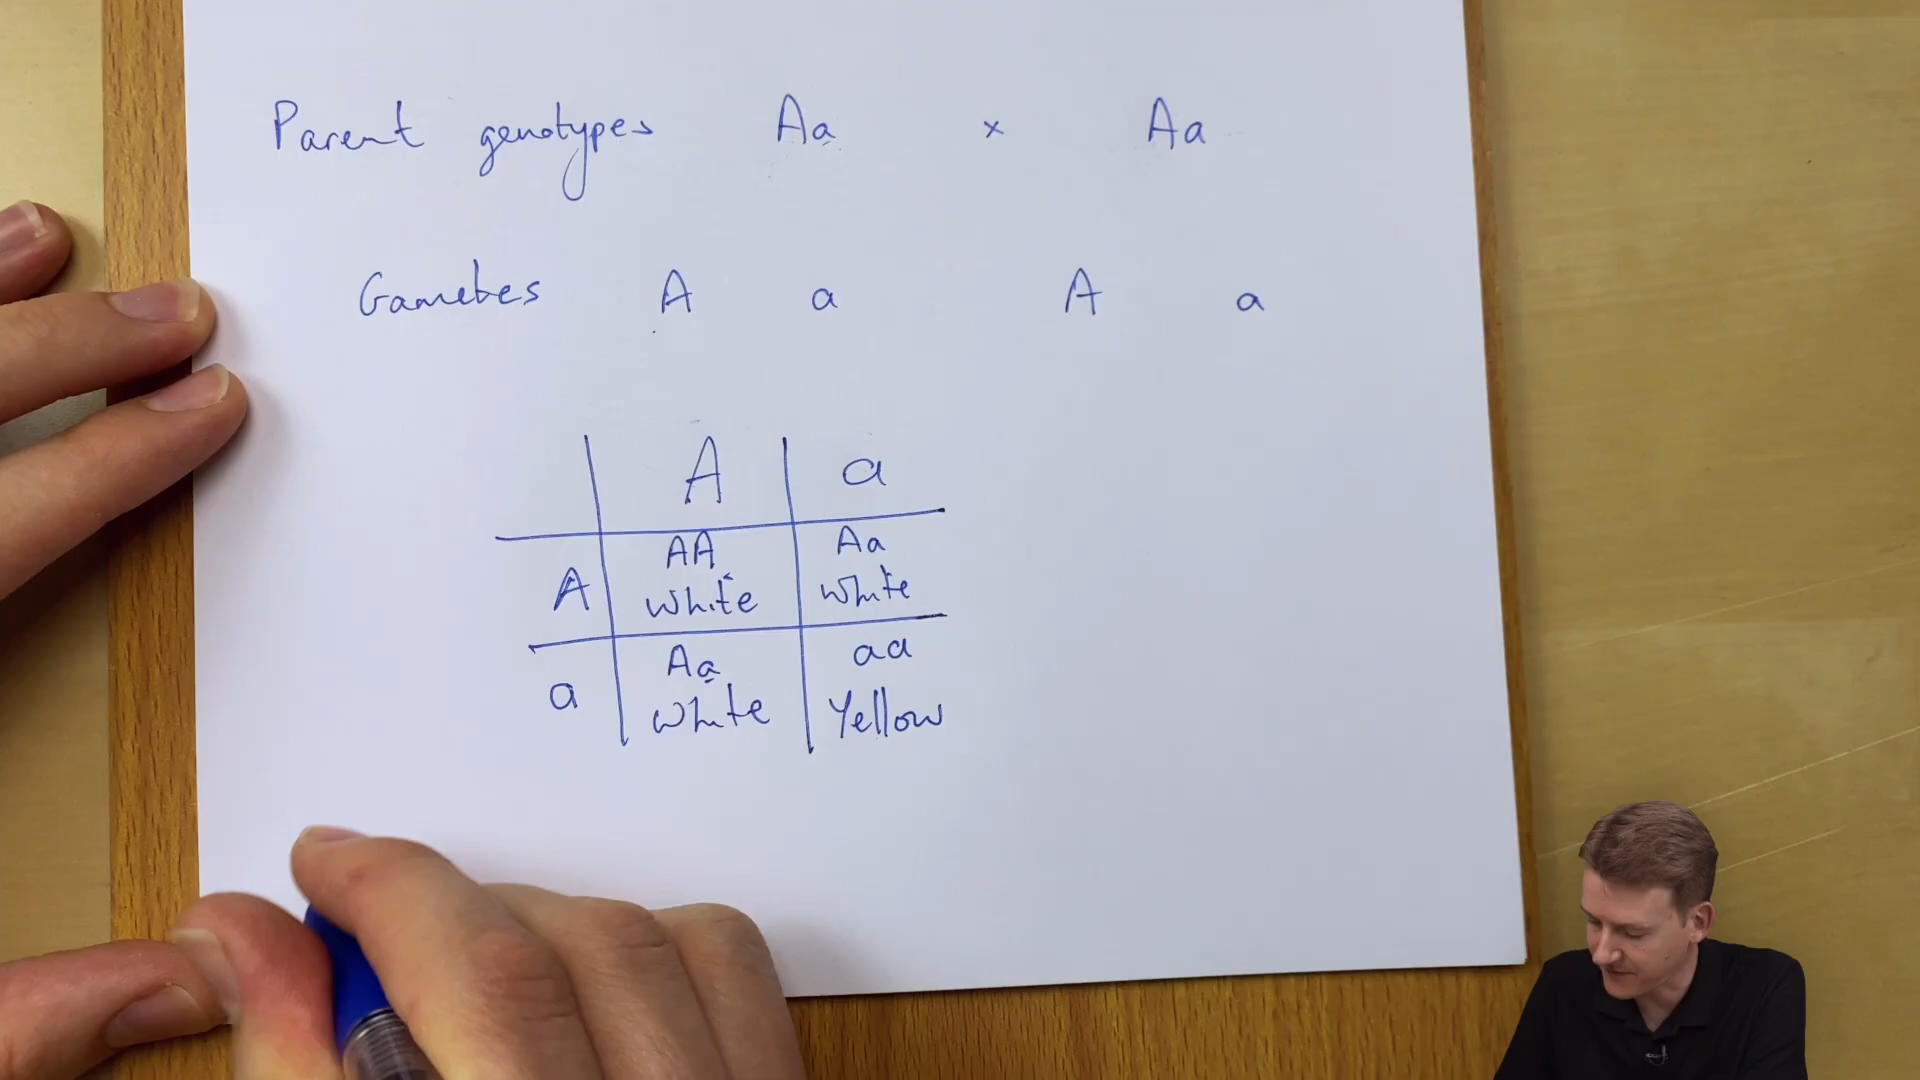 Parent genotypes Aa × Aa
Gametes A a A a
A a
AA Aa
A white white
Aa aa
a white Yellow